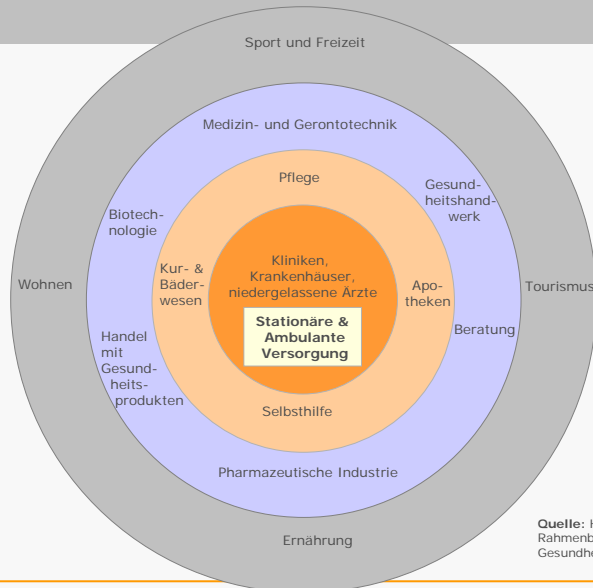 Sport und Freizeit
Medizin- und Gerontotechnik
Pflege
Gesund-
heitshand-
werk
Biotech-
nologie
Kliniken,
Krankenhäuser,
niedergelassene Ärzte
Kur- &
Bäder-
wesen
Apo-
theken
Wohnen
Tourismus
Stationäre &
Ambulante
Versorgung
Beratung
Handel
mit
Gesund-
heits-
produkten
Selbsthilfe
Pharmazeutische Industrie
Ernährung
Quelle: